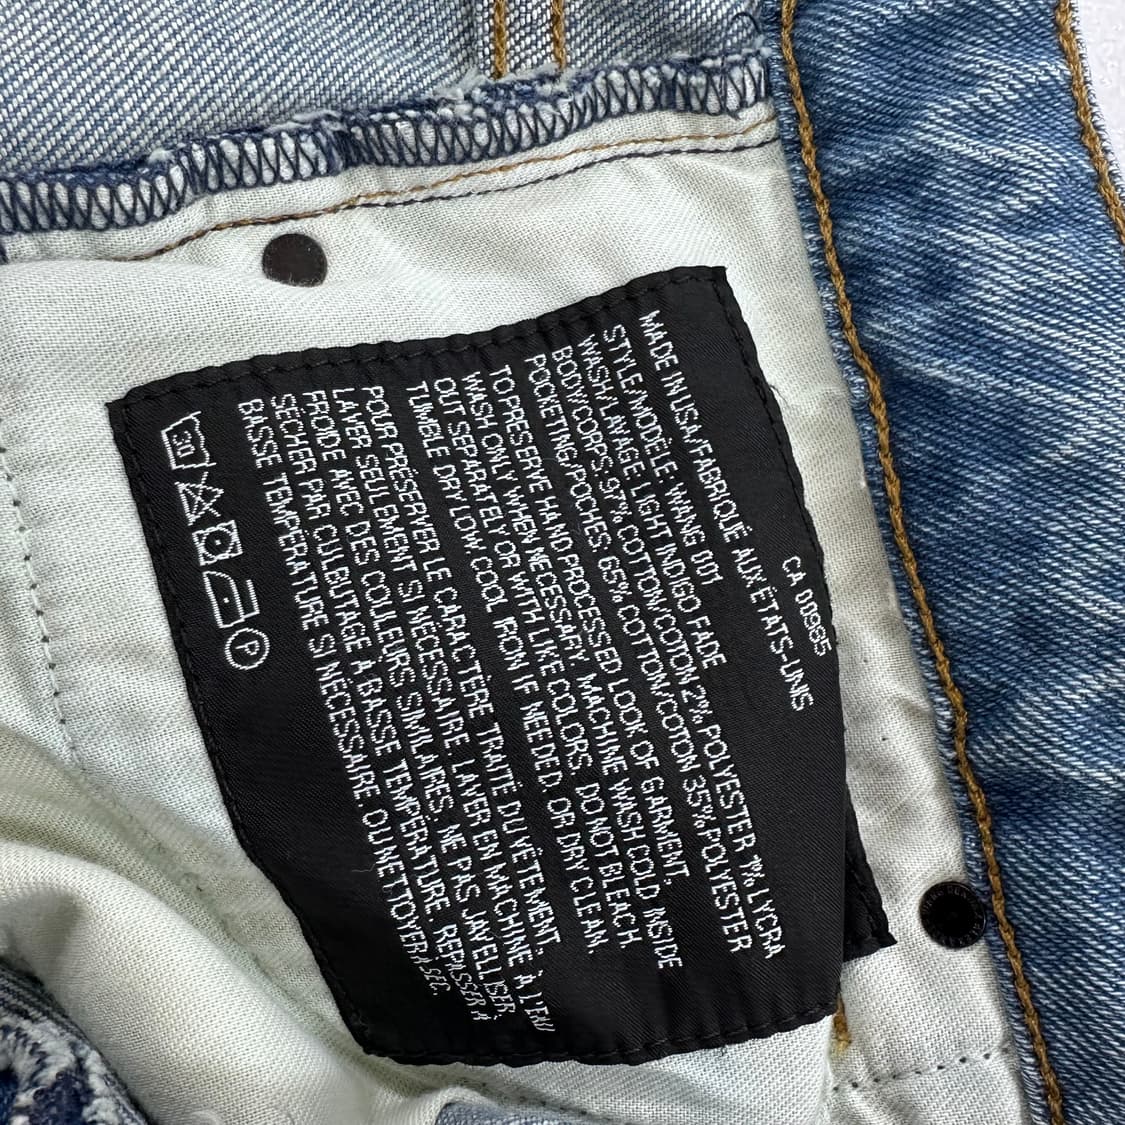 CA 00985
MADE IN USA/FABRIQUÉ AUX ÉTATS-UNIS
STYLE/MODÈLE: WANG 001
WASH/LAVAGE: LIGHT INDIGO FADE
BODY/CORPS: 97% COTTON/COTON 2% POLYESTER 1% LYCRA
POCKETING/POCHES: 65% COTTON/COTON 35% POLYESTER
TO PRESERVE HAND PROCESSED LOOK OF GARMENT,
WASH ONLY WHEN NECESSARY. MACHINE WASH COLD INSIDE
OUT SEPARATELY OR WITH LIKE COLORS. DO NOT BLEACH.
TUMBLE DRY LOW. COOL IRON IF NEEDED. OR DRY CLEAN.
POUR PRÉSERVER LE CARACTÈRE TRAITÉ DU VÊTEMENT,
LAVER SEULEMENT SI NÉCESSAIRE. LAVER EN MACHINE À L'EAU
FROIDE AVEC DES COULEURS SIMILAIRES. NE PAS JAVELLISER.
SÉCHER PAR CULBUTAGE À BASSE TEMPÉRATURE. REPASSER À
BASSE TEMPÉRATURE SI NÉCESSAIRE. OU NETTOYER À SEC.
30
P